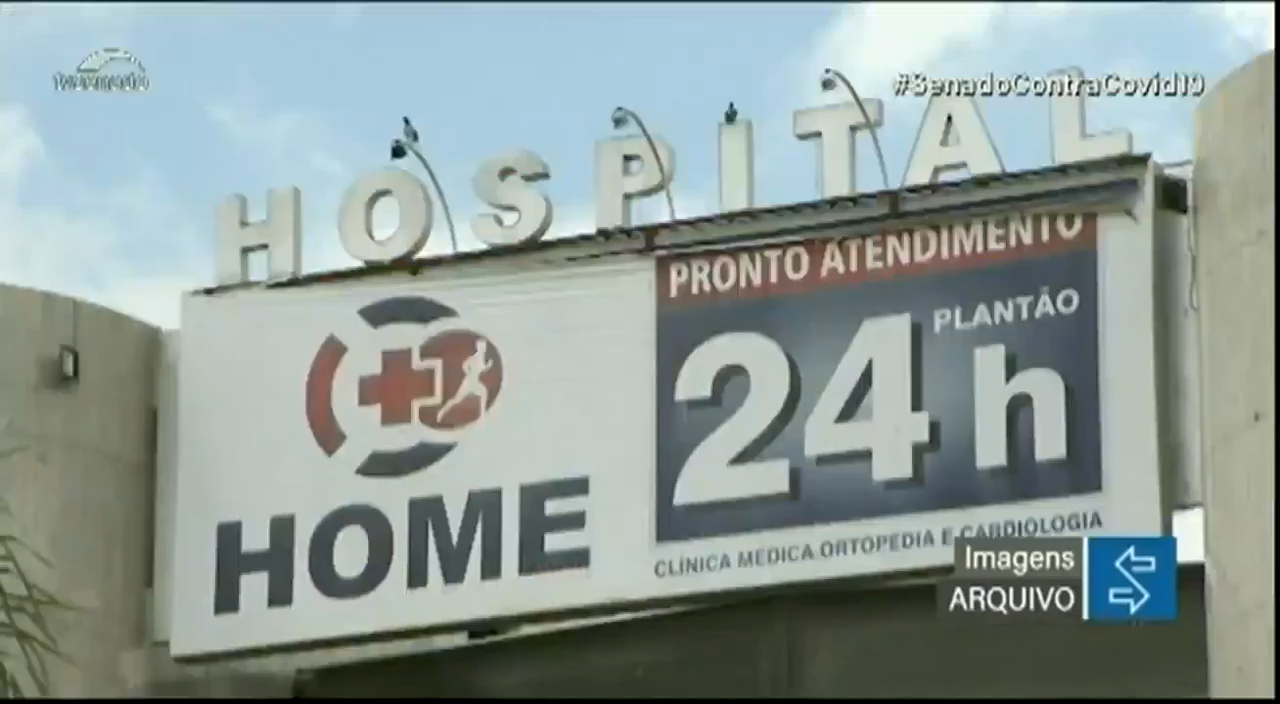 #SenadoContraCovid19
HOSPITAL
PRONTO ATENDIMENTO
PLANTÃO
24h
HOME
CLÍNICA MEDICA ORTOPEDIA E CARDIOLOGIA
Imagens
ARQUIVO